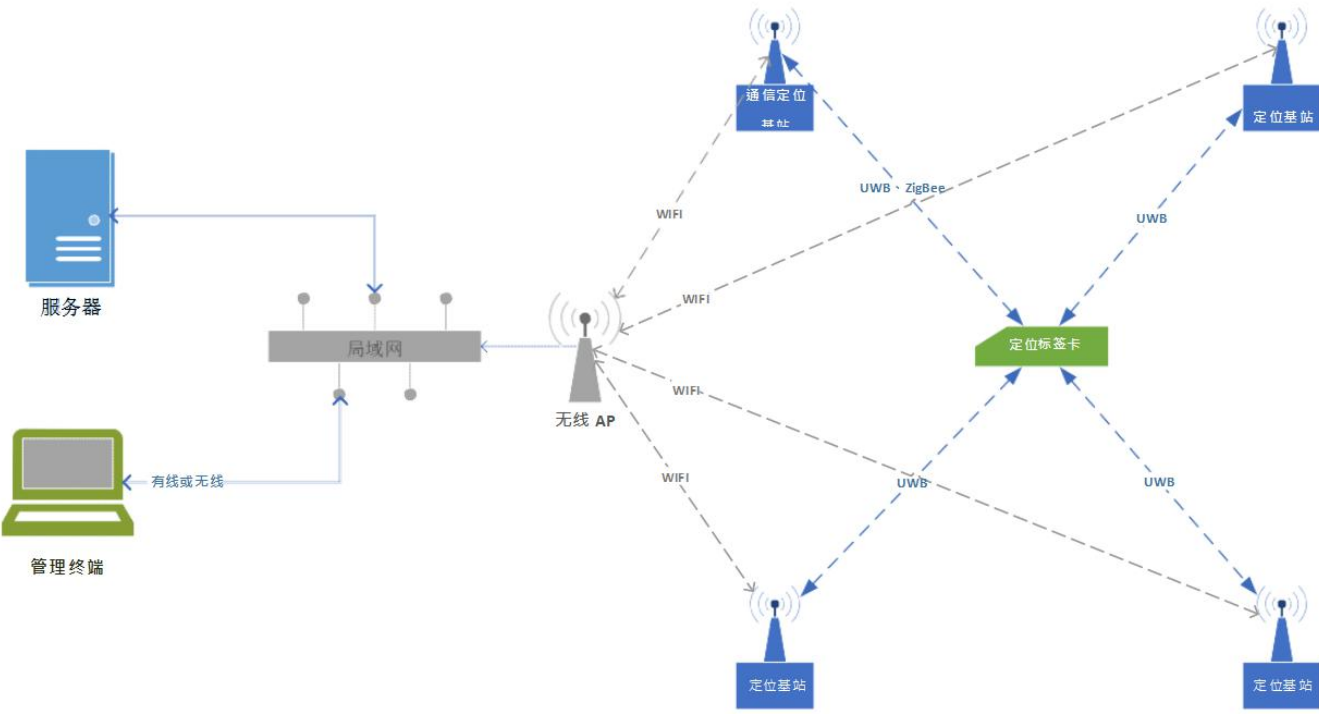 通信定位
基站
定位基站
UWB、ZigBee
WIFI
UWB
服务器
WIFI
局域网
定位标签卡
WIFI
无线 AP
有线或无线
WIFI
UWB
UWB
管理终端
定位基站
定位基站